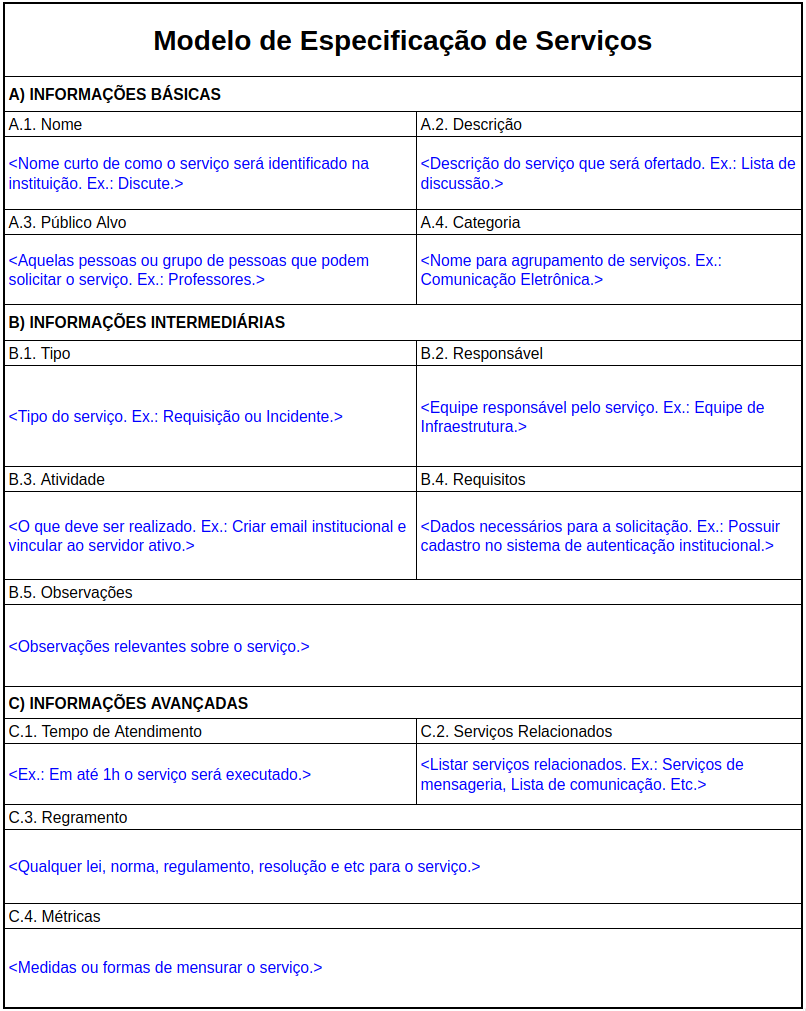 Modelo de Especificação de Serviços
A) INFORMAÇÕES BÁSICAS
A.1. Nome
A.2. Descrição
<Nome curto de como o serviço será identificado na
instituição. Ex.: Discute.>
<Descrição do serviço que será ofertado. Ex.: Lista de
discussão.>
A.3. Público Alvo
A.4. Categoria
<Aquelas pessoas ou grupo de pessoas que podem
solicitar o serviço. Ex.: Professores.>
<Nome para agrupamento de serviços. Ex.:
Comunicação Eletrônica.>
B) INFORMAÇÕES INTERMEDIÁRIAS
B.1. Tipo
B.2. Responsável
<Tipo do serviço. Ex.: Requisição ou Incidente.>
<Equipe responsável pelo serviço. Ex.: Equipe de
Infraestrutura.>
B.3. Atividade
B.4. Requisitos
<O que deve ser realizado. Ex.: Criar email institucional e
vincular ao servidor ativo.>
<Dados necessários para a solicitação. Ex.: Possuir
cadastro no sistema de autenticação institucional.>
B.5. Observações
<Observações relevantes sobre o serviço.>
C) INFORMAÇÕES AVANÇADAS
C.1. Tempo de Atendimento
C.2. Serviços Relacionados
<Ex.: Em até 1h o serviço será executado.>
<Listar serviços relacionados. Ex.: Serviços de
mensageria, Lista de comunicação. Etc.>
C.3. Regramento
<Qualquer lei, norma, regulamento, resolução e etc para o serviço.>
C.4. Métricas
<Medidas ou formas de mensurar o serviço.>